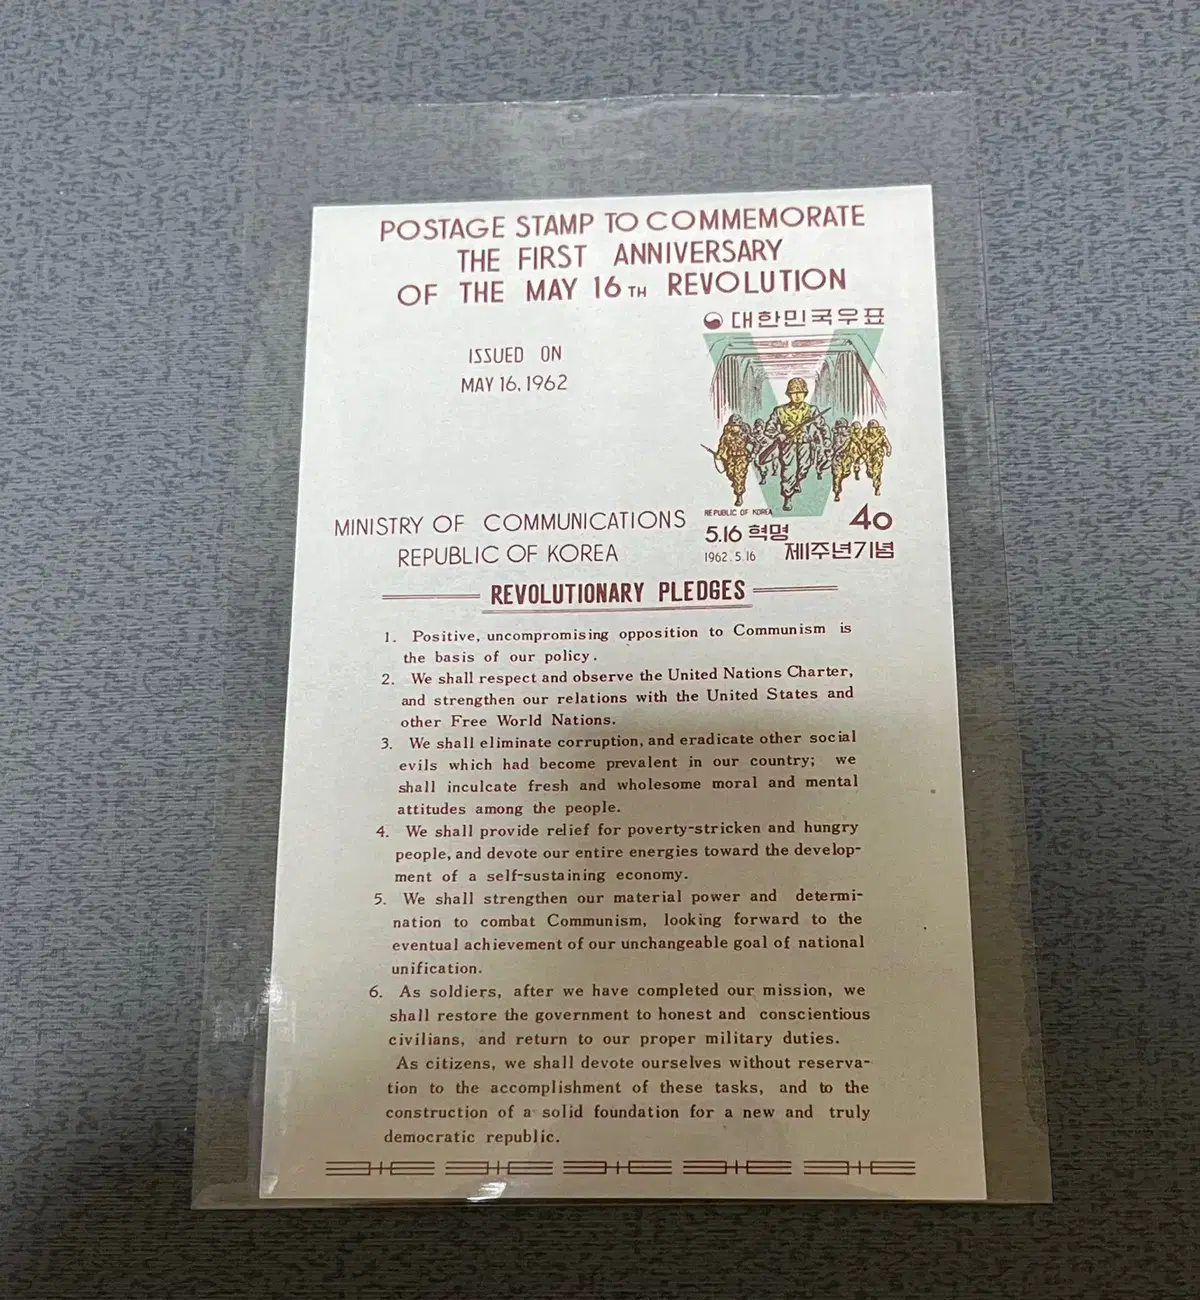 POSTAGE STAMP TO COMMEMORATE
THE FIRST ANNIVERSARY
OF THE MAY 16TH REVOLUTION
대한민국우표
ISSUED ON
MAY 16, 1962
MINISTRY OF COMMUNICATIONS
REPUBLIC OF KOREA
REPUBLIC OF KOREA
40
5.16 혁명
1962.5.16 제1주년기념
REVOLUTIONARY PLEDGES
1. Positive, uncompromising opposition to Communism is
the basis of our policy.
2. We shall respect and observe the United Nations Charter,
and strengthen our relations with the United States and
other Free World Nations.
3. We shall eliminate corruption, and eradicate other social
evils which had become prevalent in our country; we
shall inculcate fresh and wholesome moral and mental
attitudes among the people.
4. We shall provide relief for poverty-stricken and hungry
people, and devote our entire energies toward the develop-
ment of a self-sustaining economy.
5. We shall strengthen our material power and determi-
nation to combat Communism, looking forward to the
eventual achievement of our unchangeable goal of national
unification.
6. As soldiers, after we have completed our mission, we
shall restore the government to honest and conscientious
civilians, and return to our proper military duties.
As citizens, we shall devote ourselves without reserva-
tion to the accomplishment of these tasks, and to the
construction of a solid foundation for a new and truly
democratic republic.